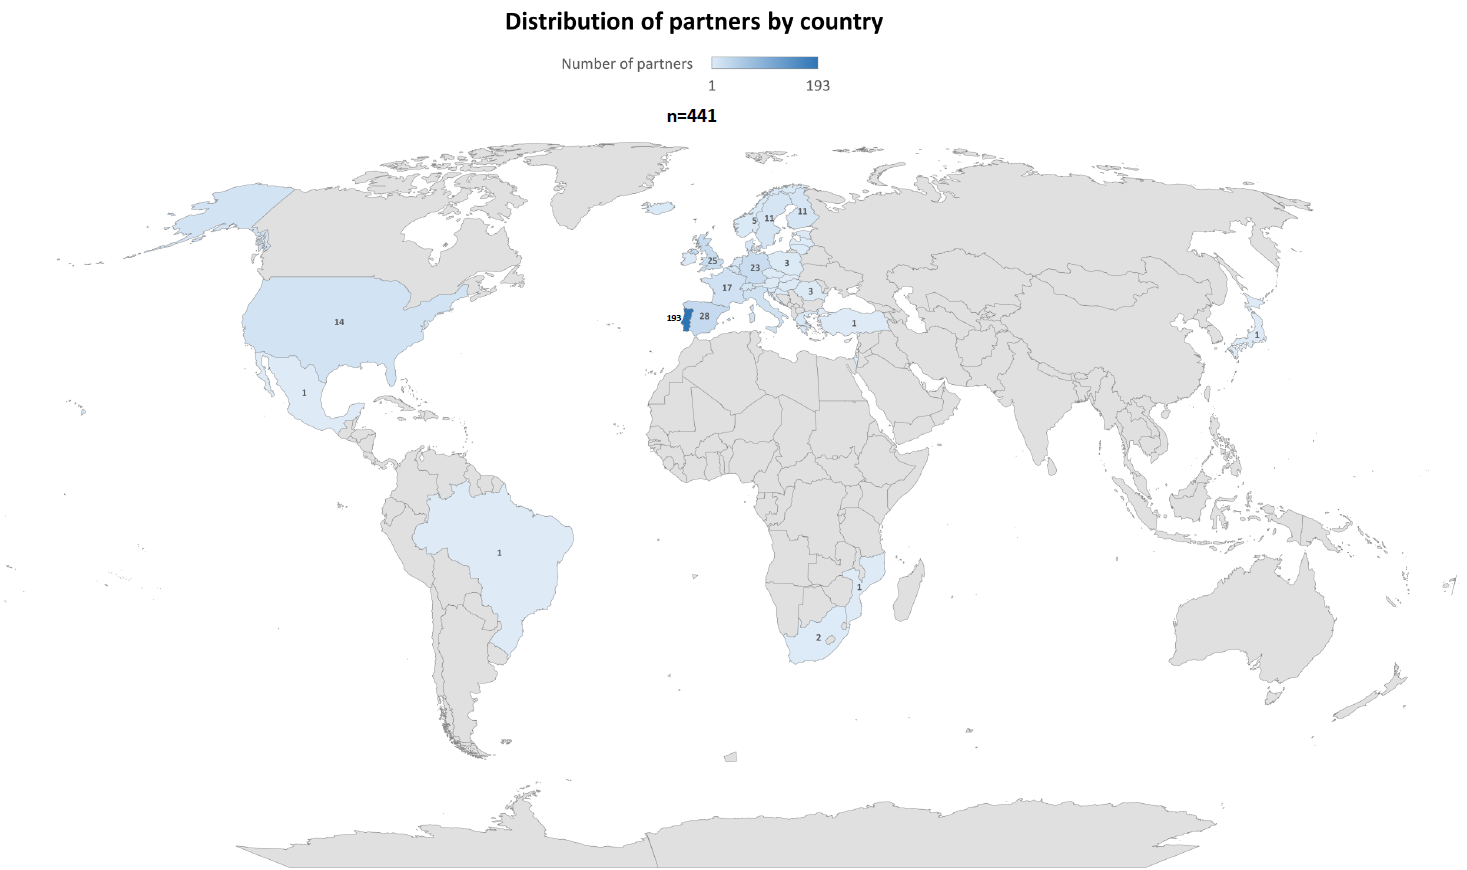 Distribution of partners by country
Number of partners
1 193
n=441
5 11 11
25 23 3
17 3
193 28
14 1
1
1
1
1
2